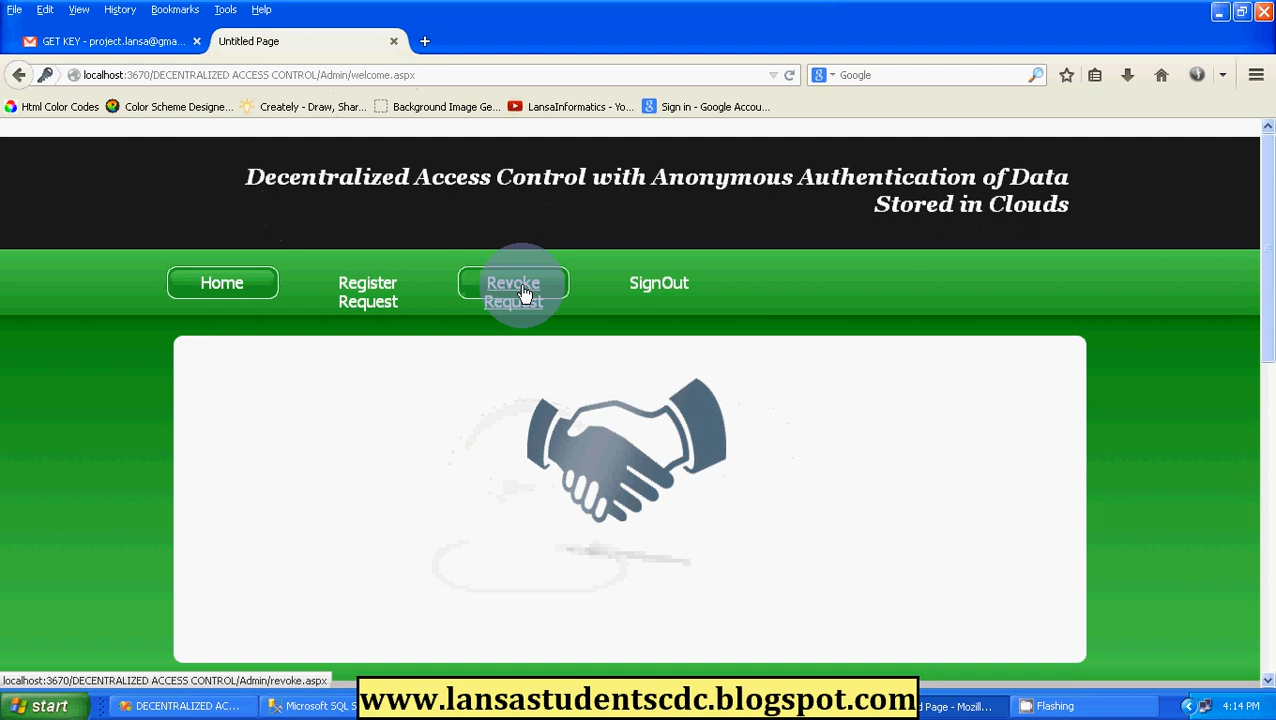 File Edit View History Bookmarks Tools Help
GET KEY - project.lansa@gma...
Untitled Page
localhost:3670/DECENTRALIZED ACCESS CONTROL/Admin/welcome.aspx
Google
Html Color Codes
Color Scheme Designe...
Creately - Draw, Shar...
Background Image Ge...
LansaInformatics - Yo...
Sign in - Google Accou...
Decentralized Access Control with Anonymous Authentication of Data
Stored in Clouds
Home
Register
Request
Revoke
Request
SignOut
localhost:3670/DECENTRALIZED ACCESS CONTROL/Admin/revoke.aspx
start
DECENTRALIZED AC...
Microsoft SQL S
www.lansastudentscdc.blogspot.com
d Page - Mozill...
Flashing
4:14 PM